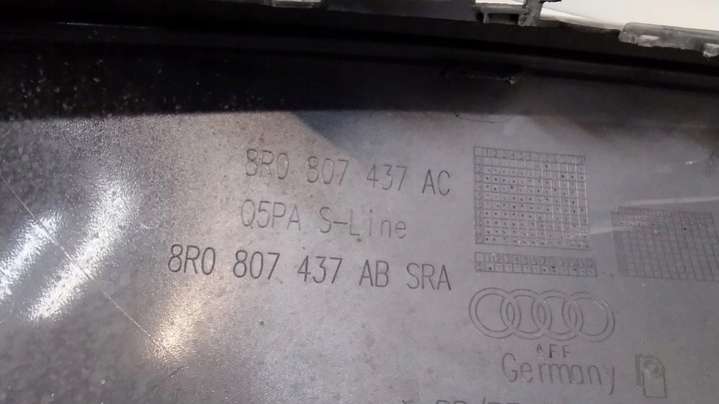 8R0 807 437 AC
Q5PA S-Line
8R0 807 437 AB SRA
Germany